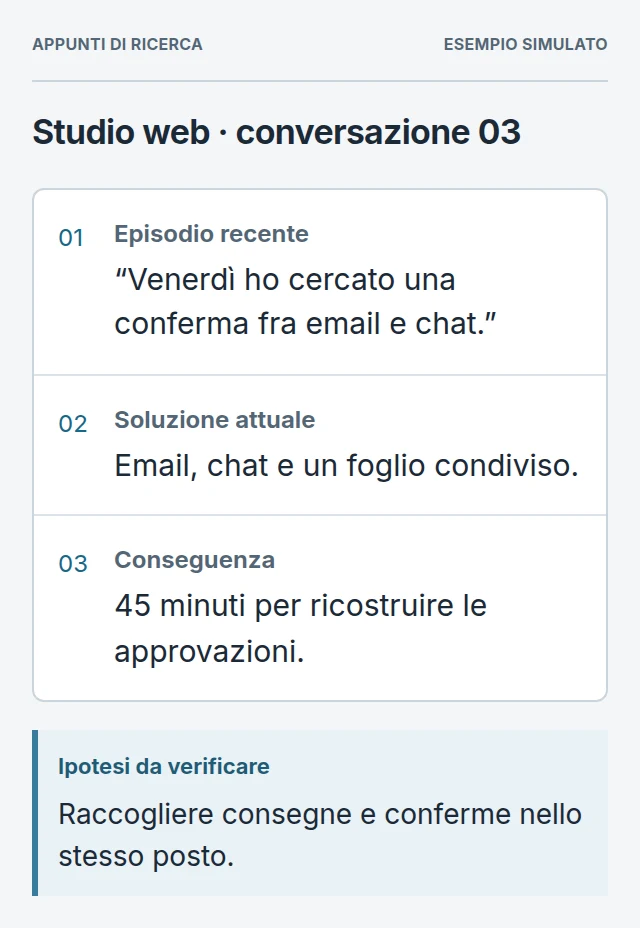 APPUNTI DI RICERCA
ESEMPIO SIMULATO
Studio web · conversazione 03
01
Episodio recente
“Venerdì ho cercato una
conferma fra email e chat.”
02
Soluzione attuale
Email, chat e un foglio condiviso.
03
Conseguenza
45 minuti per ricostruire le
approvazioni.
Ipotesi da verificare
Raccogliere consegne e conferme nello
stesso posto.